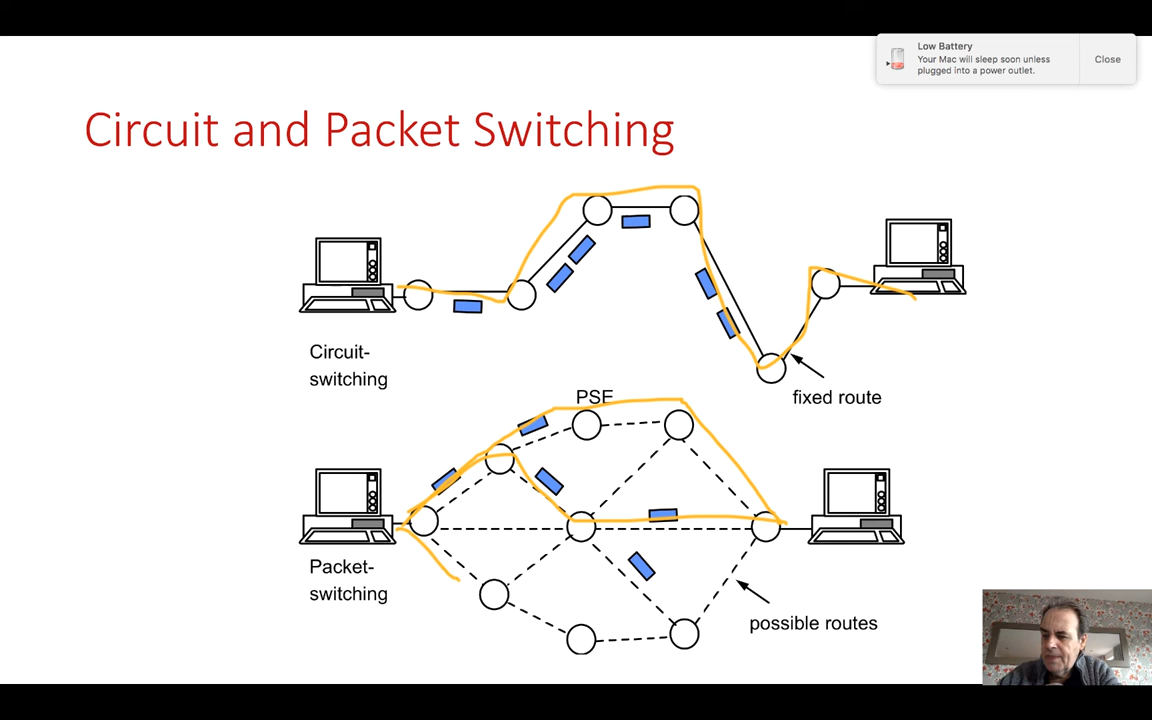 Low Battery
Your Mac will sleep soon unless
plugged into a power outlet.
Close
Circuit and Packet Switching
Circuit-
switching
fixed route
PSE
Packet-
switching
possible routes